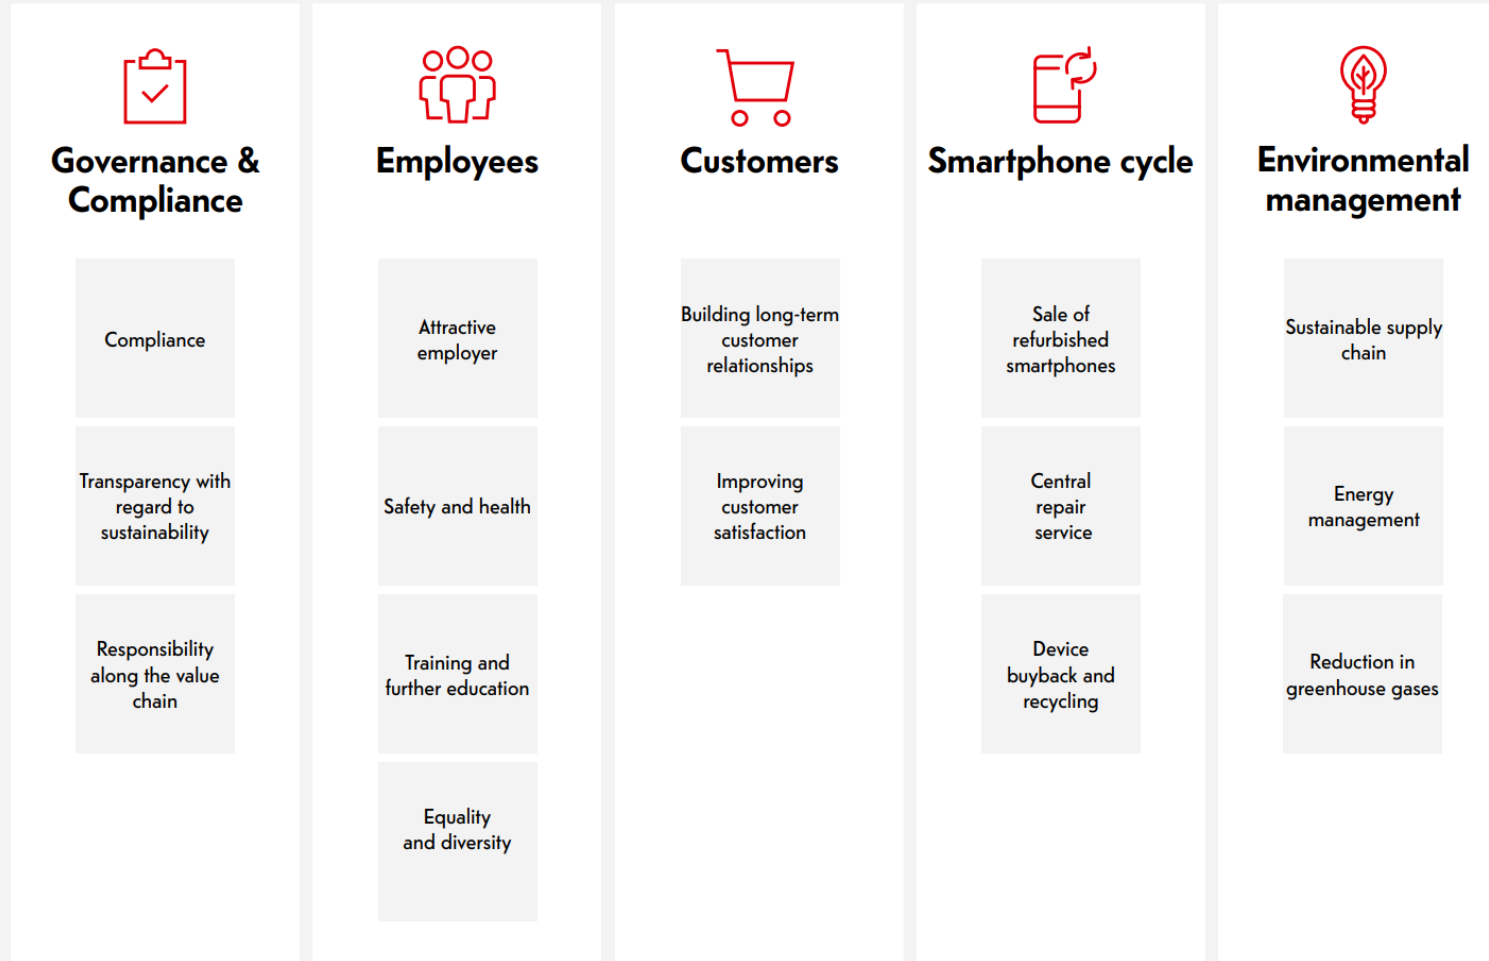 Governance &
Compliance
Compliance
Transparency with
regard to
sustainability
Responsibility
along the value
chain
Employees
Attractive
employer
Safety and health
Training and
further education
Equality
and diversity
Customers
Building long-term
customer
relationships
Improving
customer
satisfaction
Smartphone cycle
Sale of
refurbished
smartphones
Central
repair
service
Device
buyback and
recycling
Environmental
management
Sustainable supply
chain
Energy
management
Reduction in
greenhouse gases